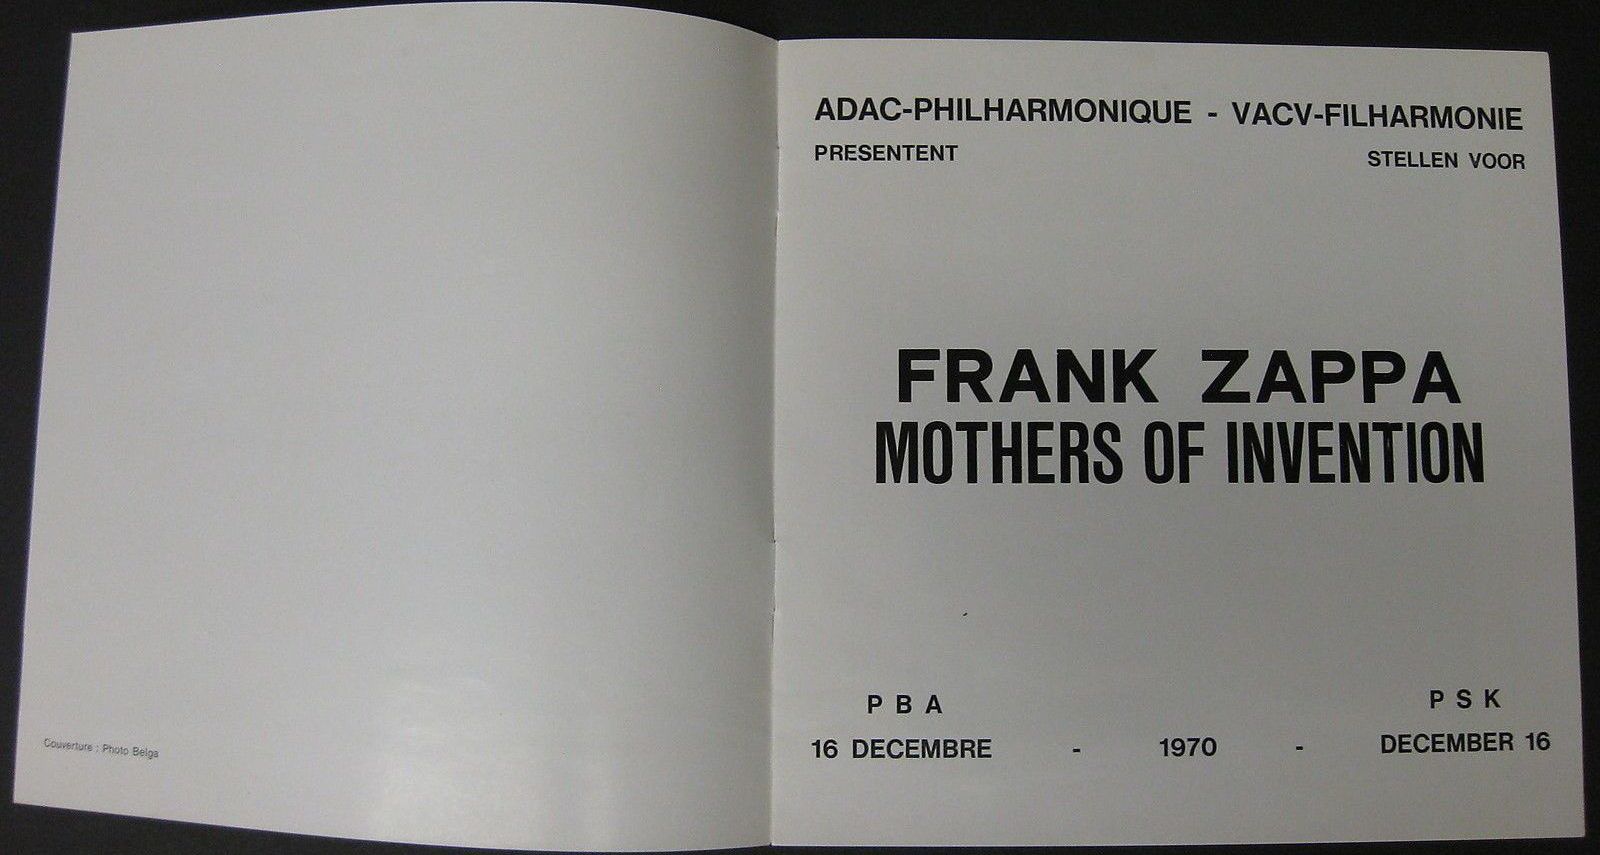 Couverture : Photo Belga
ADAC-PHILHARMONIQUE - VACV-FILHARMONIE
PRESENTENT STELLEN VOOR
FRANK ZAPPA
MOTHERS OF INVENTION
P B A P S K
16 DECEMBRE - 1970 - DECEMBER 16